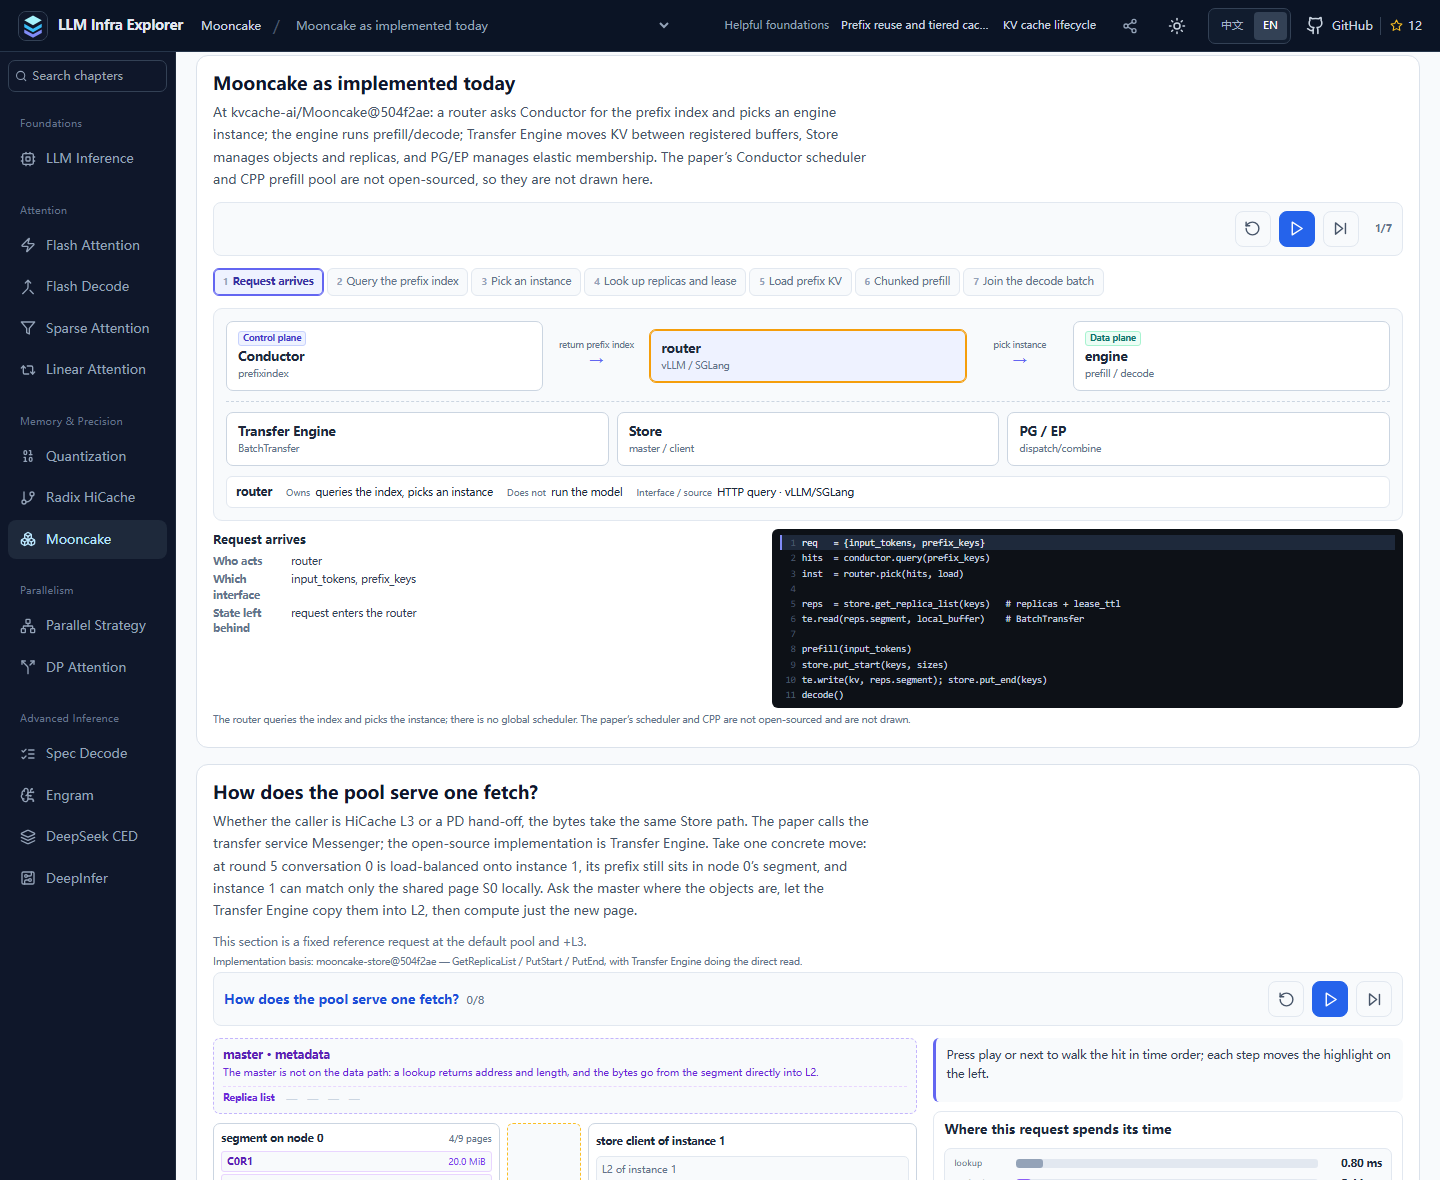 LLM Infra Explorer
Mooncake / Mooncake as implemented today
Helpful foundations Prefix reuse and tiered cac... KV cache lifecycle
中文 EN
GitHub 12
Search chapters
Foundations
LLM Inference
Attention
Flash Attention
Flash Decode
Sparse Attention
Linear Attention
Memory & Precision
Quantization
Radix HiCache
Mooncake
Parallelism
Parallel Strategy
DP Attention
Advanced Inference
Spec Decode
Engram
DeepSeek CED
DeepInfer
Mooncake as implemented today
At kvcache-ai/Mooncake@504f2ae: a router asks Conductor for the prefix index and picks an engine
instance; the engine runs prefill/decode; Transfer Engine moves KV between registered buffers, Store
manages objects and replicas, and PG/EP manages elastic membership. The paper's Conductor scheduler
and CPP prefill pool are not open-sourced, so they are not drawn here.
1/7
1 Request arrives
2 Query the prefix index
3 Pick an instance
4 Look up replicas and lease
5 Load prefix KV
6 Chunked prefill
7 Join the decode batch
Control plane
Conductor
prefixindex
return prefix index
→
router
vLLM / SGLang
pick instance
→
Data plane
engine
prefill / decode
Transfer Engine
BatchTransfer
Store
master / client
PG / EP
dispatch/combine
router Owns queries the index, picks an instance Does not run the model Interface / source HTTP query · vLLM/SGLang
Request arrives
Who acts router
Which interface input_tokens, prefix_keys
State left behind request enters the router
1 req = {input_tokens, prefix_keys}
2 hits = conductor.query(prefix_keys)
3 inst = router.pick(hits, load)
4
5 reps = store.get_replica_list(keys) # replicas + lease_ttl
6 te.read(reps.segment, local_buffer) # BatchTransfer
7
8 prefill(input_tokens)
9 store.put_start(keys, sizes)
10 te.write(kv, reps.segment); store.put_end(keys)
11 decode()
The router queries the index and picks the instance; there is no global scheduler. The paper's scheduler and CPP are not open-sourced and are not drawn.
How does the pool serve one fetch?
Whether the caller is HiCache L3 or a PD hand-off, the bytes take the same Store path. The paper calls the
transfer service Messenger; the open-source implementation is Transfer Engine. Take one concrete move:
at round 5 conversation 0 is load-balanced onto instance 1, its prefix still sits in node 0's segment, and
instance 1 can match only the shared page S0 locally. Ask the master where the objects are, let the
Transfer Engine copy them into L2, then compute just the new page.
This section is a fixed reference request at the default pool and +L3.
Implementation basis: mooncake-store@504f2ae — GetReplicaList / PutStart / PutEnd, with Transfer Engine doing the direct read.
How does the pool serve one fetch? 0/8
master • metadata
The master is not on the data path: a lookup returns address and length, and the bytes go from the segment directly into L2.
Replica list — — — —
segment on node 0 4/9 pages
C0R1 20.0 MiB
store client of instance 1
L2 of instance 1
Press play or next to walk the hit in time order; each step moves the highlight on
the left.
Where this request spends its time
lookup 0.80 ms